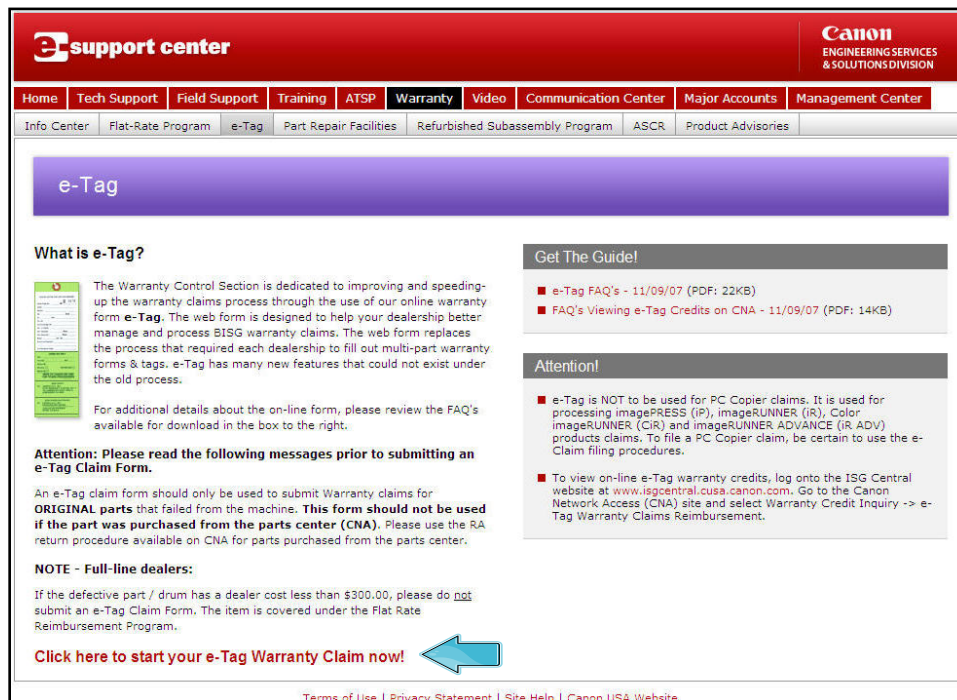 e-support center
Canon
ENGINEERING SERVICES
& SOLUTIONS DIVISION
Home Tech Support Field Support Training ATSP Warranty Video Communication Center Major Accounts Management Center
Info Center Flat-Rate Program e-Tag Part Repair Facilities Refurbished Subassembly Program ASCR Product Advisories
e-Tag
What is e-Tag?
The Warranty Control Section is dedicated to improving and speeding-
up the warranty claims process through the use of our online warranty
form e-Tag. The web form is designed to help your dealership better
manage and process BISG warranty claims. The web form replaces
the process that required each dealership to fill out multi-part warranty
forms & tags. e-Tag has many new features that could not exist under
the old process.
For additional details about the on-line form, please review the FAQ's
available for download in the box to the right.
Attention: Please read the following messages prior to submitting an
e-Tag Claim Form.
An e-Tag claim form should only be used to submit Warranty claims for
ORIGINAL parts that failed from the machine. This form should not be used
if the part was purchased from the parts center (CNA). Please use the RA
return procedure available on CNA for parts purchased from the parts center.
NOTE - Full-line dealers:
If the defective part / drum has a dealer cost less than $300.00, please do not
submit an e-Tag Claim Form. The item is covered under the Flat Rate
Reimbursement Program.
Click here to start your e-Tag Warranty Claim now!
Get The Guide!
e-Tag FAQ's - 11/09/07 (PDF: 22KB)
FAQ's Viewing e-Tag Credits on CNA - 11/09/07 (PDF: 14KB)
Attention!
e-Tag is NOT to be used for PC Copier claims. It is used for
processing imagePRESS (iP), imageRUNNER (iR), Color
imageRUNNER (CiR) and imageRUNNER ADVANCE (iR ADV)
products claims. To file a PC Copier claim, be certain to use the e-
Claim filing procedures.
To view on-line e-Tag warranty credits, log onto the ISG Central
website at www.isgcentral.cusa.canon.com. Go to the Canon
Network Access (CNA) site and select Warranty Credit Inquiry -> e-
Tag Warranty Claims Reimbursement.
Terms of Use | Privacy Statement | Site Help | Canon USA Website